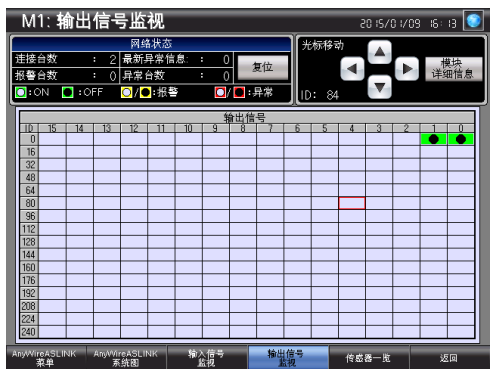 M1: 输出信号监视
2015/01/09 16:13
网络状态
连接台数 : 2 最新异常信息 : 0
报警台数 : 0 异常台数 : 0
复位
:ON :OFF /:报警 /:异常
光标移动
ID: 84
模块
详细信息
输出信号
ID 15 14 13 12 11 10 9 8 7 6 5 4 3 2 1 0
0
16
32
48
64
80
96
112
128
144
160
176
192
208
224
240
AnyWireASLINK
菜单
AnyWireASLINK
系统图
输入信号
监视
输出信号
监视
传感器一览
返回